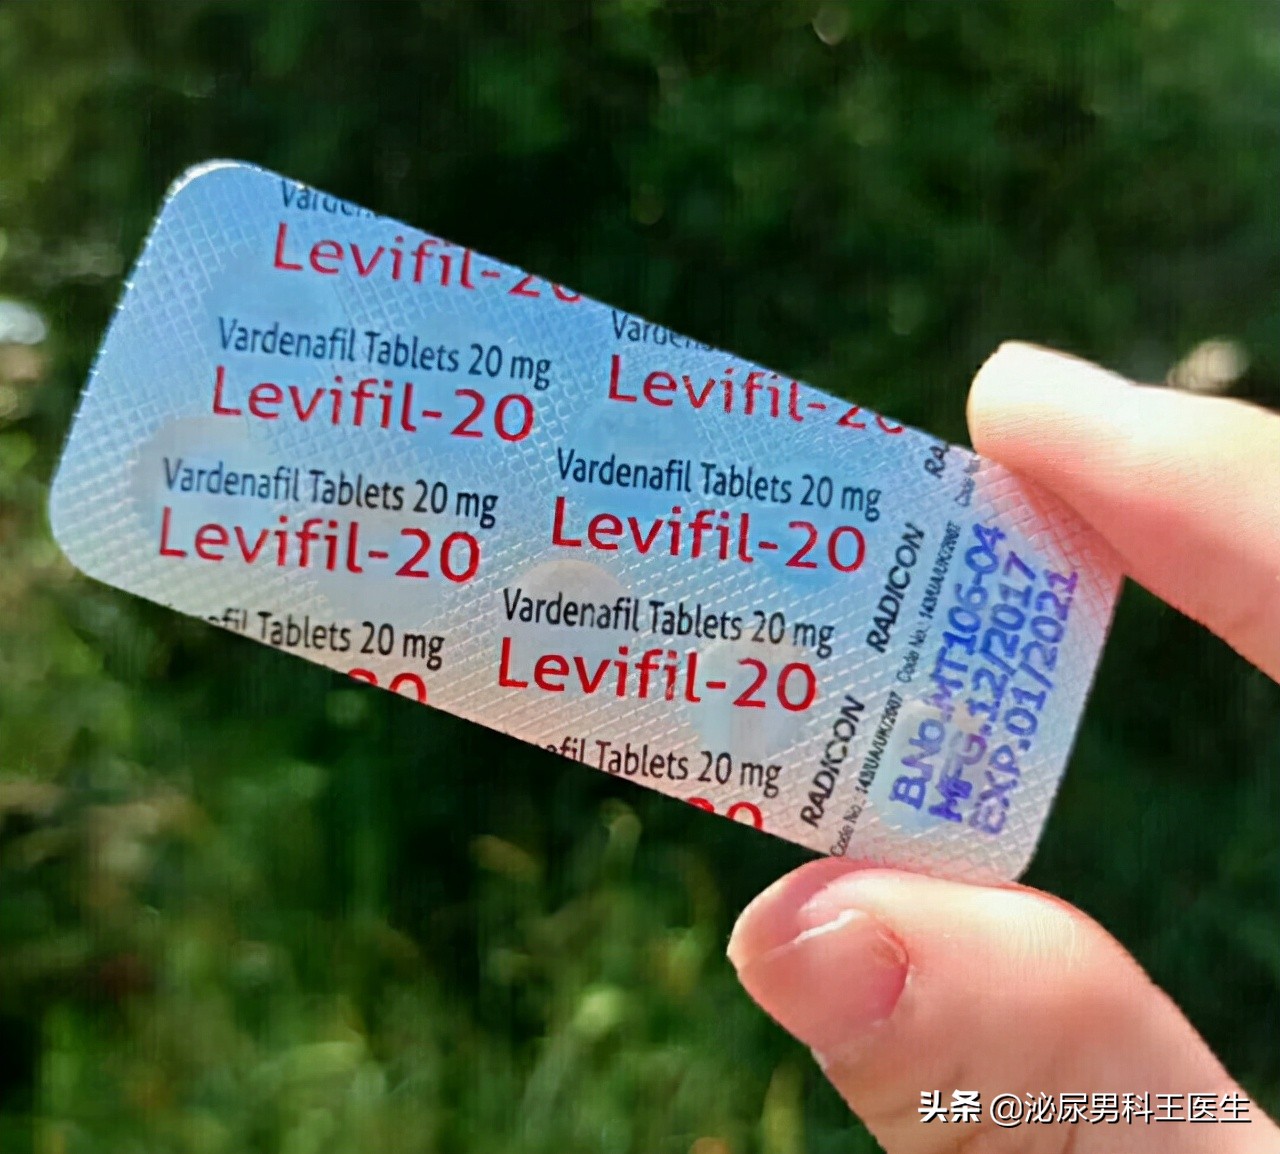 Levifil-20
Vardenafil Tablets 20 mg
Levifil-20
Vardenafil Tablets 20 mg
Levifil-20
Tablets 20 mg
Levifil-20
Vardenafil Tablets 20 mg
Levifil-20
Vardenafil Tablets 20 mg
Levifil-20
Tablets 20 mg
RADICON
RADICON
B.No.MT106-04
MFG.12/2017
EXP.01/2021
头条 @泌尿男科王医生